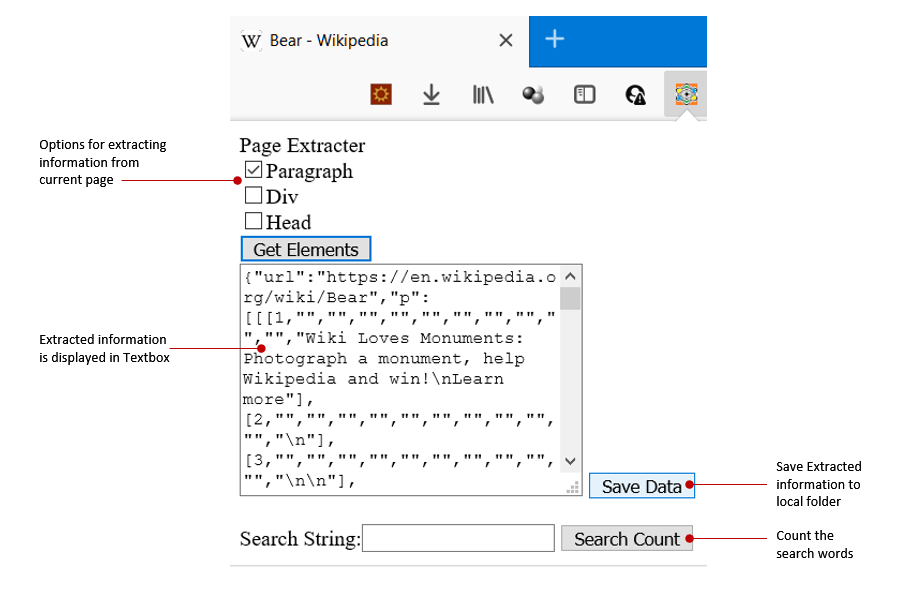 W Bear - Wikipedia
Options for extracting
information from
current page
Page Extracter
Paragraph
Div
Head
Get Elements
Extracted information
is displayed in Textbox
{"url":"https://en.wikipedia.o
rg/wiki/Bear","p":
[[[1,"","","","","","","","","
","","Wiki Loves Monuments:
Photograph a monument, help
Wikipedia and win!\nLearn
more"],
[2,"","","","","","","","","",
"","\n"],
[3,"","","","","","","","","",
"","\n\n"],
Save Data
Save Extracted
information to
local folder
Search String:
Search Count
Count the
search words